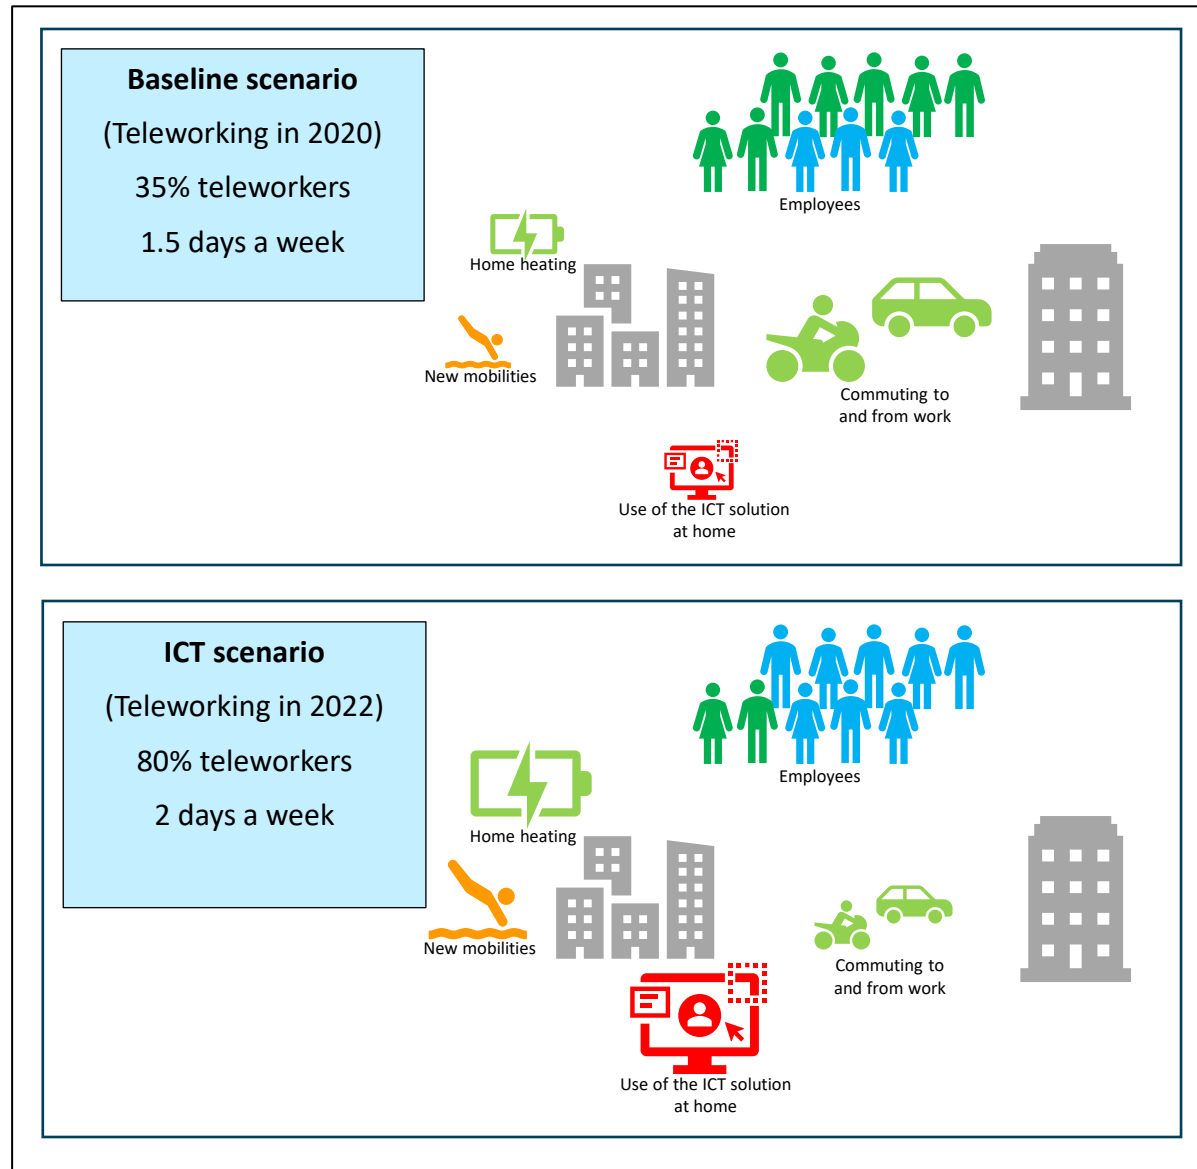 Baseline scenario
(Teleworking in 2020)
35% teleworkers
1.5 days a week
Employees
Home heating
New mobilities
Commuting to
and from work
Use of the ICT solution
at home
ICT scenario
(Teleworking in 2022)
80% teleworkers
2 days a week
Employees
Home heating
New mobilities
Commuting to
and from work
Use of the ICT solution
at home